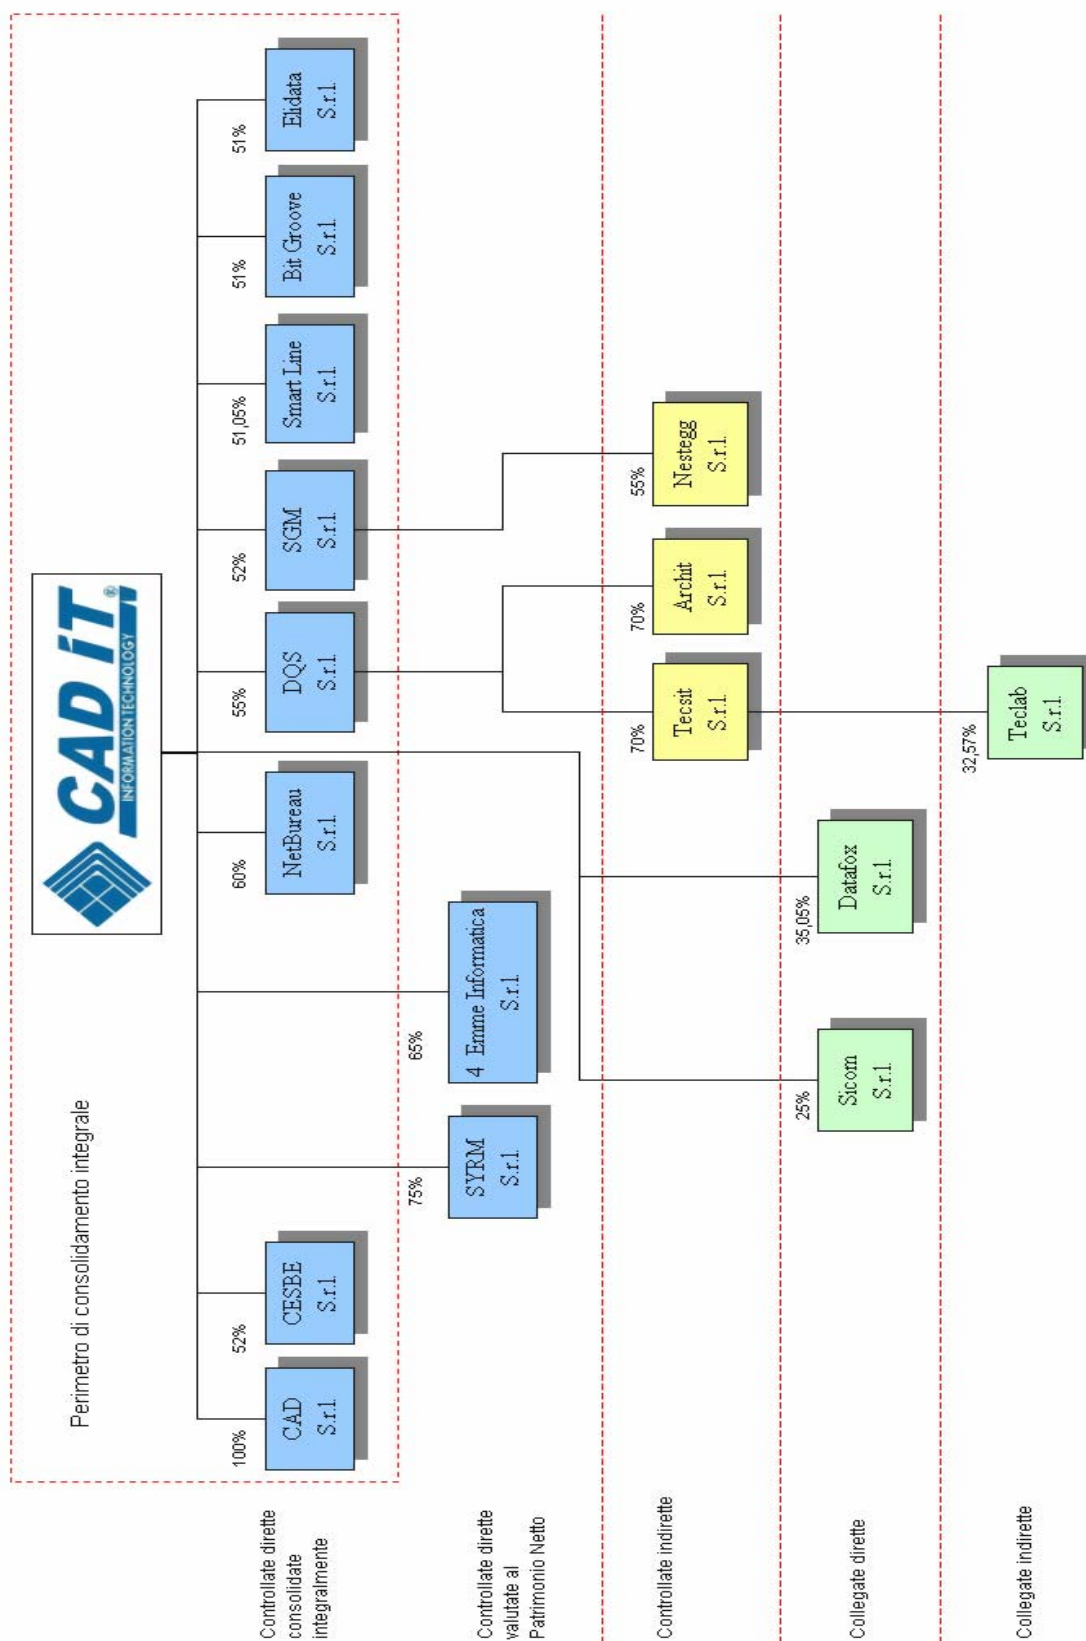 CAD iT®
INFORMATION TECHNOLOGY
Perimetro di consolidamento integrale
Controllate dirette
consolidate
integralmente
100%
CAD
S.r.l.
52%
CESBE
S.r.l.
60%
NetBureau
S.r.l.
55%
DQS
S.r.l.
52%
SGM
S.r.l.
51,05%
Smart Line
S.r.l.
51%
Bit Groove
S.r.l.
51%
Elidata
S.r.l.
Controllate dirette
valutate al
Patrimonio Netto
75%
SYRM
S.r.l.
65%
4 Emme Informatica
S.r.l.
Controllate indirette
70%
Tecsit
S.r.l.
70%
Archit
S.r.l.
55%
Nestegg
S.r.l.
Collegate dirette
25%
Sicom
S.r.l.
35,05%
Datafox
S.r.l.
Collegate indirette
32,57%
Teclab
S.r.l.